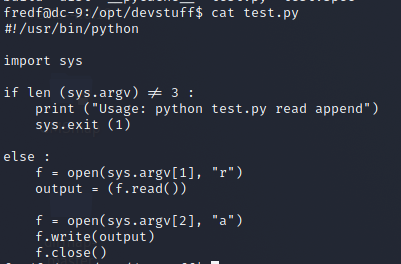 fredf@dc-9:/opt/devstuff$ cat test.py
#!/usr/bin/python

import sys

if len (sys.argv) != 3 :
    print ("Usage: python test.py read append")
    sys.exit (1)

else :
    f = open(sys.argv[1], "r")
    output = (f.read())

    f = open(sys.argv[2], "a")
    f.write(output)
    f.close()